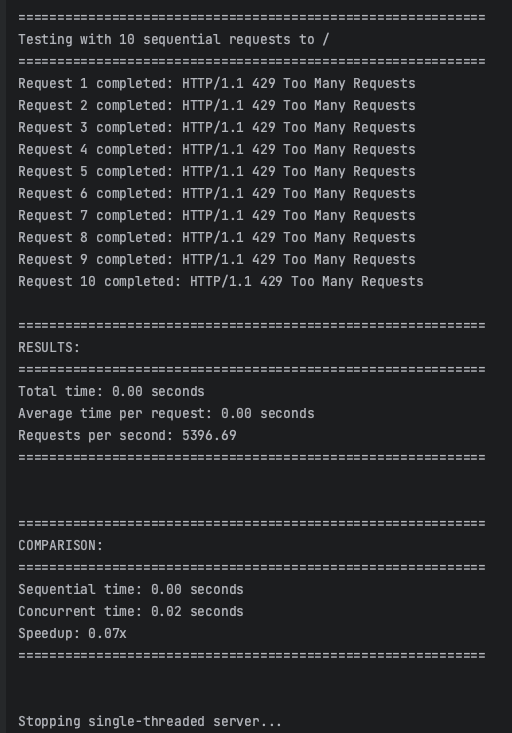 ============================================================
Testing with 10 sequential requests to /
============================================================
Request 1 completed: HTTP/1.1 429 Too Many Requests
Request 2 completed: HTTP/1.1 429 Too Many Requests
Request 3 completed: HTTP/1.1 429 Too Many Requests
Request 4 completed: HTTP/1.1 429 Too Many Requests
Request 5 completed: HTTP/1.1 429 Too Many Requests
Request 6 completed: HTTP/1.1 429 Too Many Requests
Request 7 completed: HTTP/1.1 429 Too Many Requests
Request 8 completed: HTTP/1.1 429 Too Many Requests
Request 9 completed: HTTP/1.1 429 Too Many Requests
Request 10 completed: HTTP/1.1 429 Too Many Requests
============================================================
RESULTS:
============================================================
Total time: 0.00 seconds
Average time per request: 0.00 seconds
Requests per second: 5396.69
============================================================
============================================================
COMPARISON:
============================================================
Sequential time: 0.00 seconds
Concurrent time: 0.02 seconds
Speedup: 0.07x
============================================================
Stopping single-threaded server...